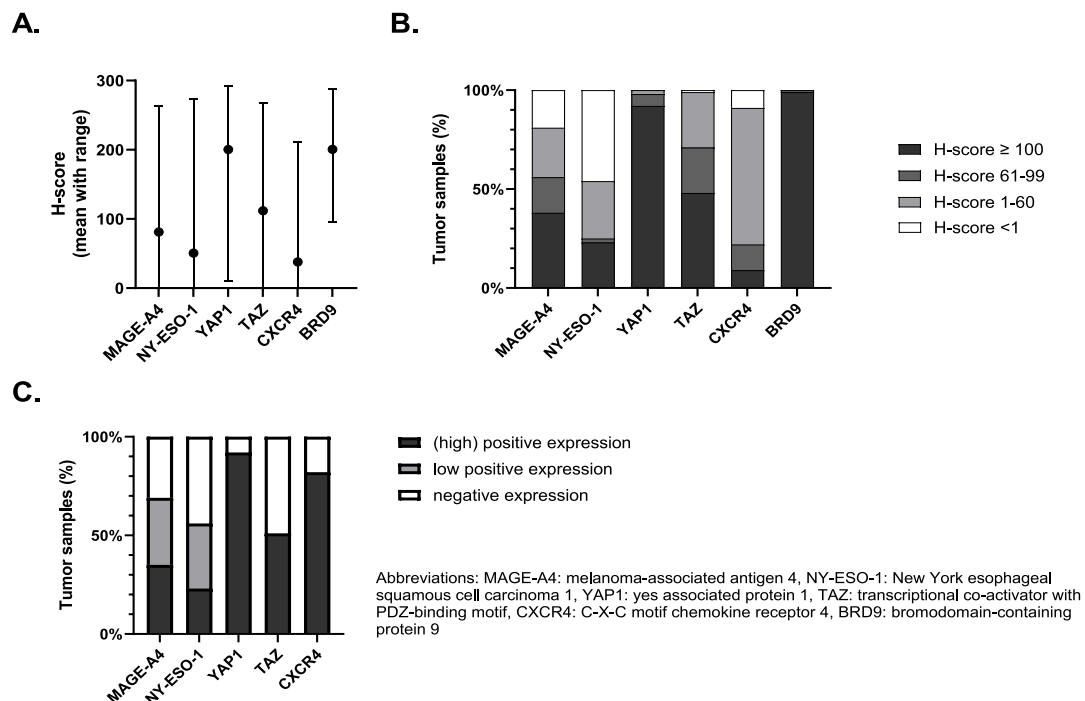 A.
B.
300
200
100
0
H-score
(mean with range)
MAGE-A4
NY-ESO-1
YAP1
TAZ
CXCR4
BRD9
100%
50%
0%
Tumor samples (%)
MAGE-A4
NY-ESO-1
YAP1
TAZ
CXCR4
BRD9
H-score ≥ 100
H-score 61-99
H-score 1-60
H-score <1
C.
100%
50%
0%
Tumor samples (%)
MAGE-A4
NY-ESO-1
YAP1
TAZ
CXCR4
(high) positive expression
low positive expression
negative expression
Abbreviations: MAGE-A4: melanoma-associated antigen 4, NY-ESO-1: New York esophageal
squamous cell carcinoma 1, YAP1: yes associated protein 1, TAZ: transcriptional co-activator with
PDZ-binding motif, CXCR4: C-X-C motif chemokine receptor 4, BRD9: bromodomain-containing
protein 9